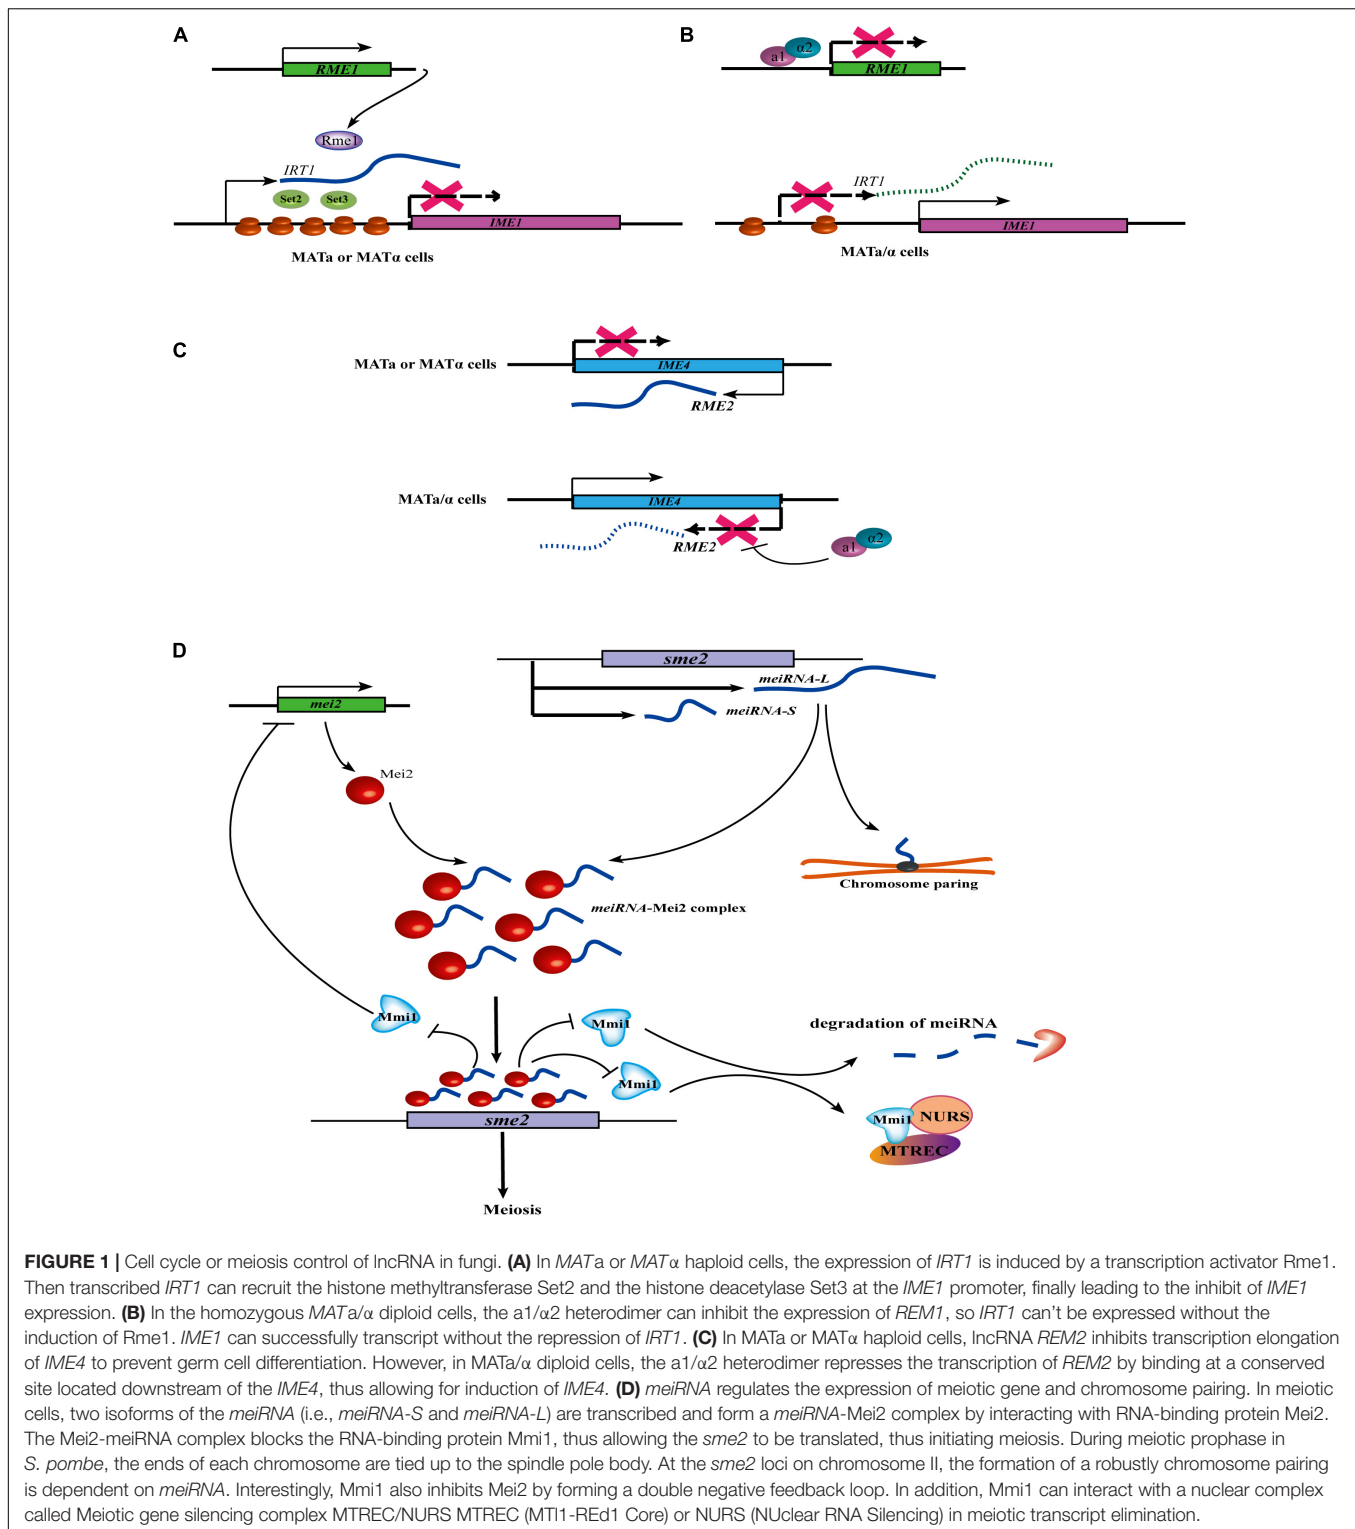 A
RME1
Rme1
IRT1
Set2
Set3
IME1
MATa or MATα cells
B
a1
α2
RME1
IRT1
IME1
MATa/α cells
C
MATa or MATα cells
IME4
RME2
MATa/α cells
IME4
RME2
a1
α2
D
sme2
meiRNA-L
meiRNA-S
mei2
Mei2
Chromosome paring
meiRNA-Mei2 complex
Mmi1
Mmi1
Mmi1
degradation of meiRNA
sme2
Mmi1
NURS
MTREC
Meiosis
FIGURE 1 | Cell cycle or meiosis control of lncRNA in fungi. (A) In MATa or MATα haploid cells, the expression of IRT1 is induced by a transcription activator Rme1.
Then transcribed IRT1 can recruit the histone methyltransferase Set2 and the histone deacetylase Set3 at the IME1 promoter, finally leading to the inhibit of IME1
expression. (B) In the homozygous MATa/α diploid cells, the a1/α2 heterodimer can inhibit the expression of REM1, so IRT1 can't be expressed without the
induction of Rme1. IME1 can successfully transcript without the repression of IRT1. (C) In MATa or MATα haploid cells, lncRNA REM2 inhibits transcription elongation
of IME4 to prevent germ cell differentiation. However, in MATa/α diploid cells, the a1/α2 heterodimer represses the transcription of REM2 by binding at a conserved
site located downstream of the IME4, thus allowing for induction of IME4. (D) meiRNA regulates the expression of meiotic gene and chromosome pairing. In meiotic
cells, two isoforms of the meiRNA (i.e., meiRNA-S and meiRNA-L) are transcribed and form a meiRNA-Mei2 complex by interacting with RNA-binding protein Mei2.
The Mei2-meiRNA complex blocks the RNA-binding protein Mmi1, thus allowing the sme2 to be translated, thus initiating meiosis. During meiotic prophase in
S. pombe, the ends of each chromosome are tied up to the spindle pole body. At the sme2 loci on chromosome II, the formation of a robustly chromosome pairing
is dependent on meiRNA. Interestingly, Mmi1 also inhibits Mei2 by forming a double negative feedback loop. In addition, Mmi1 can interact with a nuclear complex
called Meiotic gene silencing complex MTREC/NURS MTREC (MTl1-REd1 Core) or NURS (NUclear RNA Silencing) in meiotic transcript elimination.